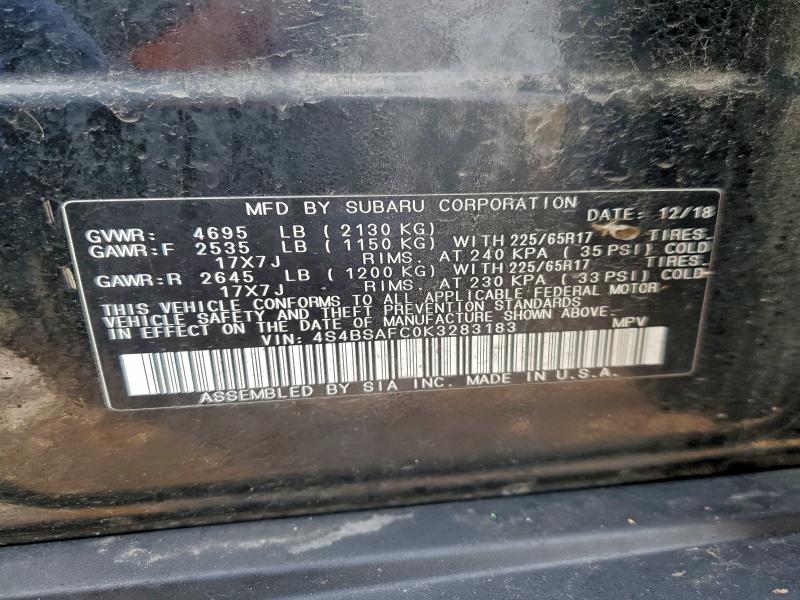 MFD BY SUBARU CORPORATION DATE: 12/18
GVWR: 4695 LB ( 2130 KG)
GAWR:F 2535 LB ( 1150 KG) WITH 225/65R17 TIRES.
17X7J RIMS. AT 240 KPA ( 35 PSI) COLD
GAWR:R 2645 LB ( 1200 KG) WITH 225/65R17 TIRES.
17X7J RIMS. AT 230 KPA ( 33 PSI) COLD
THIS VEHICLE CONFORMS TO ALL APPLICABLE FEDERAL MOTOR
VEHICLE SAFETY AND THEFT PREVENTION STANDARDS
IN EFFECT ON THE DATE OF MANUFACTURE SHOWN ABOVE.
VIN: 4S4BSAFC0K3283183 MPV
ASSEMBLED BY SIA INC. MADE IN U.S.A.